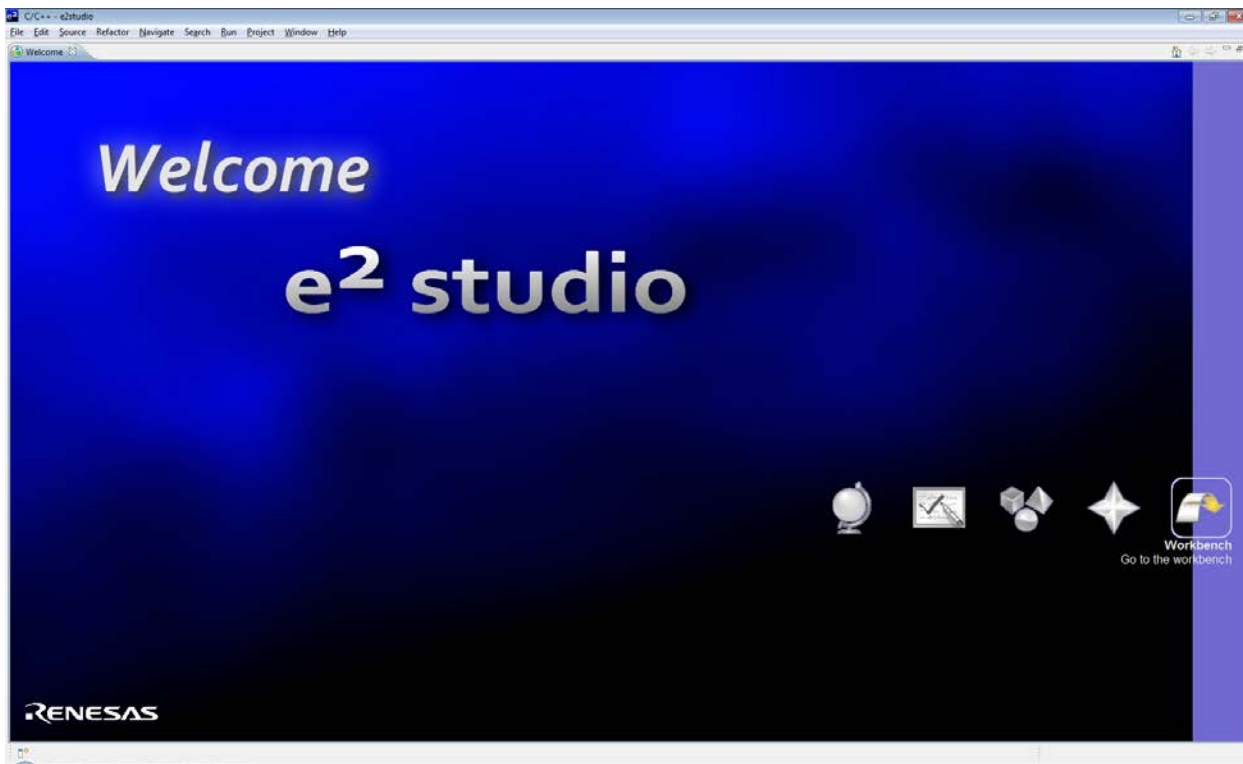 e² C/C++ - e2studio
File Edit Source Refactor Navigate Search Run Project Window Help
Welcome
Welcome
e² studio
Workbench
Go to the workbench
RENESAS